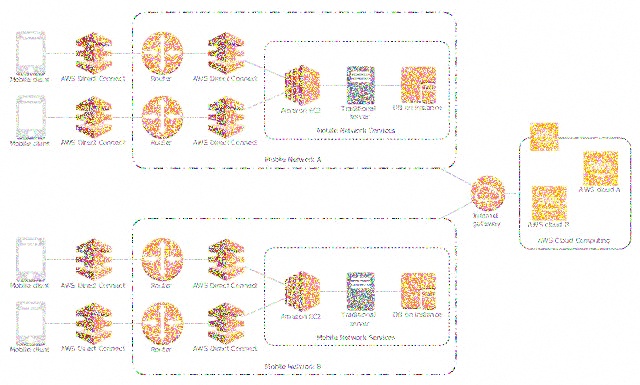 Mobile client
AWS Direct Connect
Router
AWS Direct Connect
Amazon EC2
Traditional
server
DB on instance
Mobile client
AWS Direct Connect
Router
AWS Direct Connect
Mobile Network Services
Mobile Network A
Internet
gateway
AWS cloud A
AWS cloud B
AWS Cloud Computing
Mobile client
AWS Direct Connect
Router
AWS Direct Connect
Amazon EC2
Traditional
server
DB on instance
Mobile client
AWS Direct Connect
Router
AWS Direct Connect
Mobile Network Services
Mobile Network B